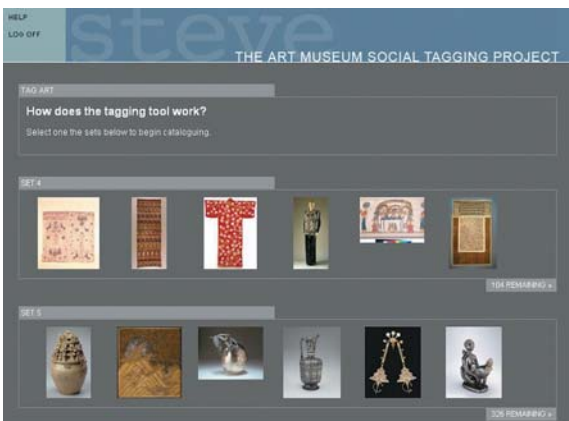 HELP
LOG OFF
steve
THE ART MUSEUM SOCIAL TAGGING PROJECT
TAG ART
How does the tagging tool work?
Select one the sets below to begin cataloguing.
SET 4
104 REMAINING »
SET 5
326 REMAINING »